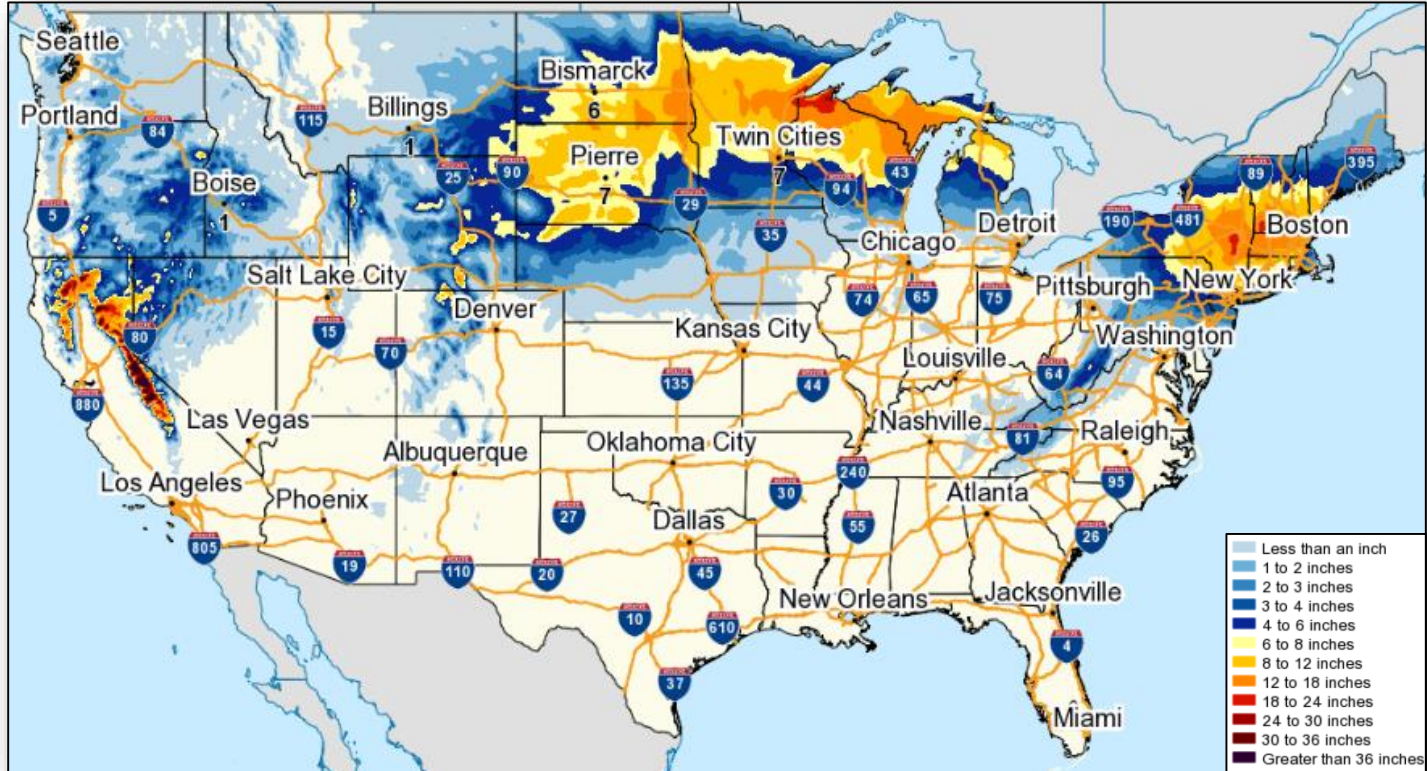 Seattle
Bismarck
Portland
Billings
115
6
84
Twin Cities
1
Pierre
395
89
Boise
25
90
43
7
94
7
5
1
29
190
481
Boston
35
Detroit
Chicago
Salt Lake City
New York
Pittsburgh
74
65
75
Denver
80
15
Kansas City
Washington
70
Louisville
64
135
44
880
Las Vegas
Nashville
Oklahoma City
81
Raleigh
Albuquerque
240
Los Angeles
30
95
Phoenix
Atlanta
27
Dallas
55
26
805
19
110
20
45
Less than an inch
1 to 2 inches
New Orleans
Jacksonville
2 to 3 inches
10
610
3 to 4 inches
4
4 to 6 inches
6 to 8 inches
37
8 to 12 inches
12 to 18 inches
18 to 24 inches
Miami
24 to 30 inches
30 to 36 inches
Greater than 36 inches